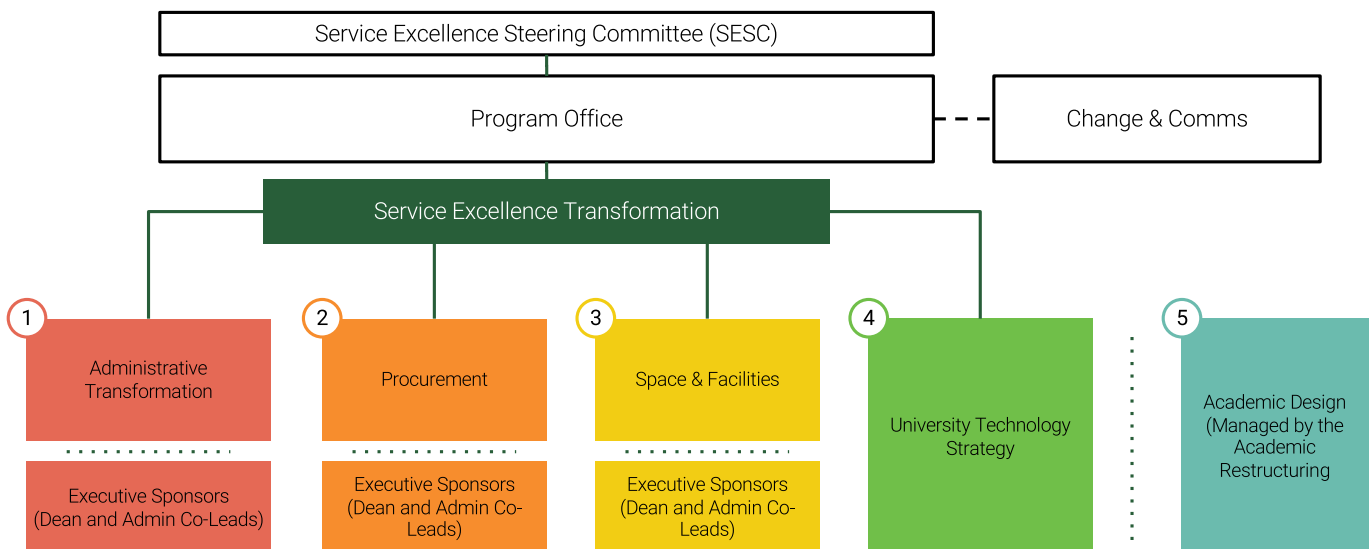 Service Excellence Steering Committee (SESC)
Program Office
Change & Comms
Service Excellence Transformation
1
2
3
4
5
Administrative
Transformation
Procurement
Space & Facilities
University Technology
Strategy
Academic Design
(Managed by the
Academic
Restructuring
Executive Sponsors
(Dean and Admin Co-Leads)
Executive Sponsors
(Dean and Admin Co-
Leads)
Executive Sponsors
(Dean and Admin Co-
Leads)